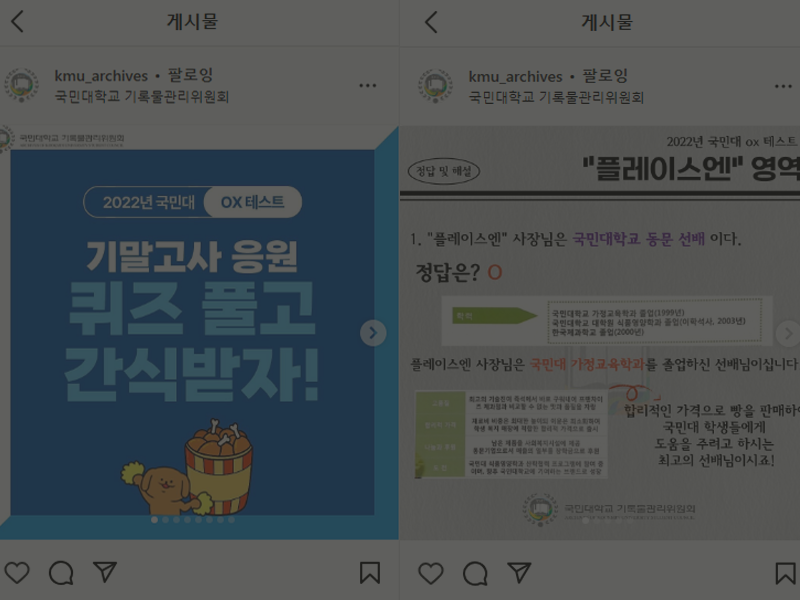 게시물
kmu_archives • 팔로잉
국민대학교 기록물관리위원회
국민대학교 기록물관리위원회
2022년 국민대
OX 테스트
기말고사 응원
퀴즈 풀고
간식받자!
게시물
kmu_archives • 팔로잉
국민대학교 기록물관리위원회
2022년 국민대 ox 테스트
정답 및 해설
"플레이스엔" 영역
1. "플레이스엔" 사장님은 국민대학교 동문 선배 이다.
정답은? O
학력
국민대학교 가정교육학과 졸업(1999년)
국민대학교 대학원 식품영양학과 졸업(이학석사, 2003년)
한국제과학교 졸업(2000년)
플레이스엔 사장님은 국민대 가정교육학과를 졸업하신 선배님이십니다
합리적인 가격으로 빵을 판매하여
국민대 학생들에게
도움을 주려고 하시는
최고의 선배님이시죠!
국민대학교 기록물관리위원회